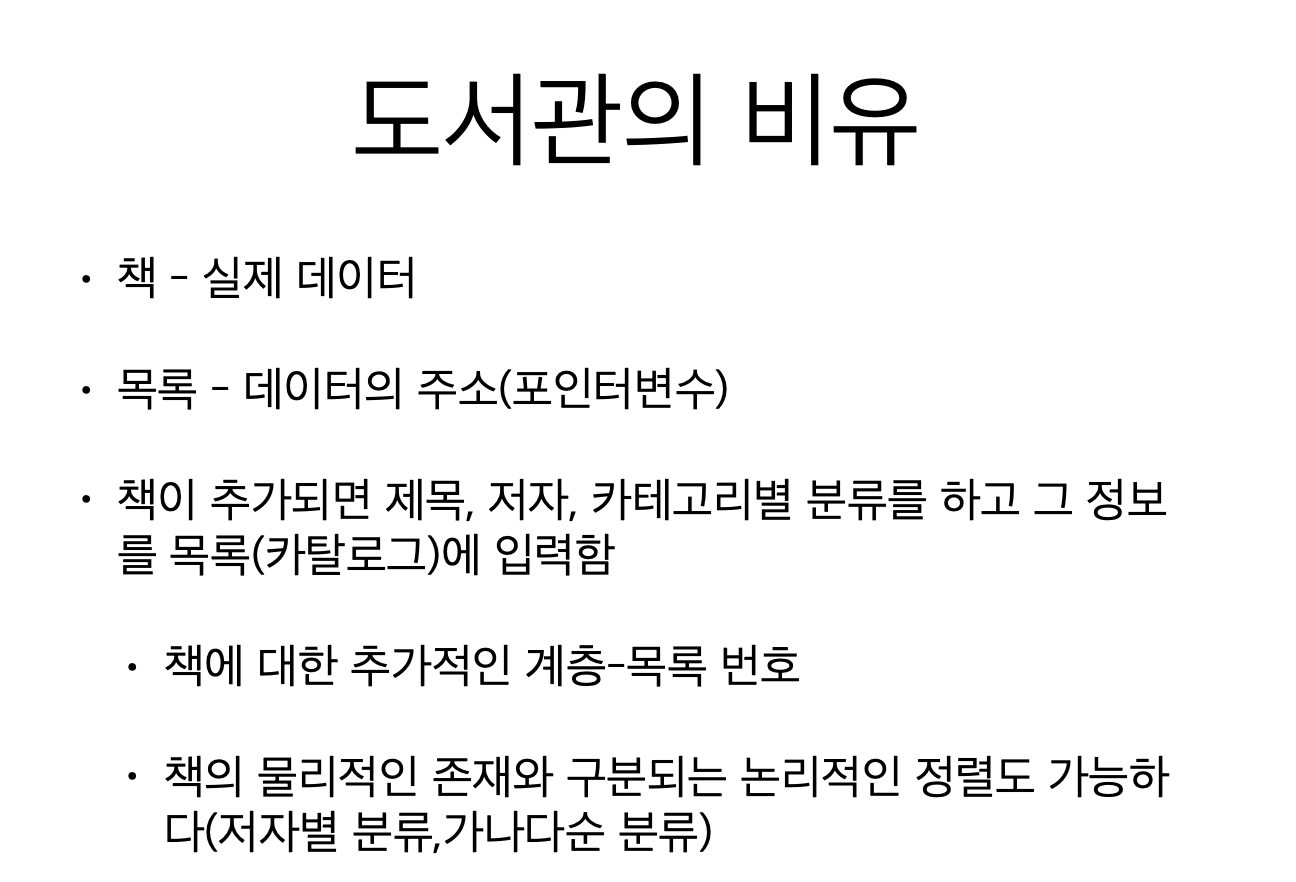 도서관의 비유
• 책 – 실제 데이터
• 목록 – 데이터의 주소(포인터변수)
• 책이 추가되면 제목, 저자, 카테고리별 분류를 하고 그 정보
를 목록(카탈로그)에 입력함
• 책에 대한 추가적인 계층–목록 번호
• 책의 물리적인 존재와 구분되는 논리적인 정렬도 가능하
다(저자별 분류,가나다순 분류)